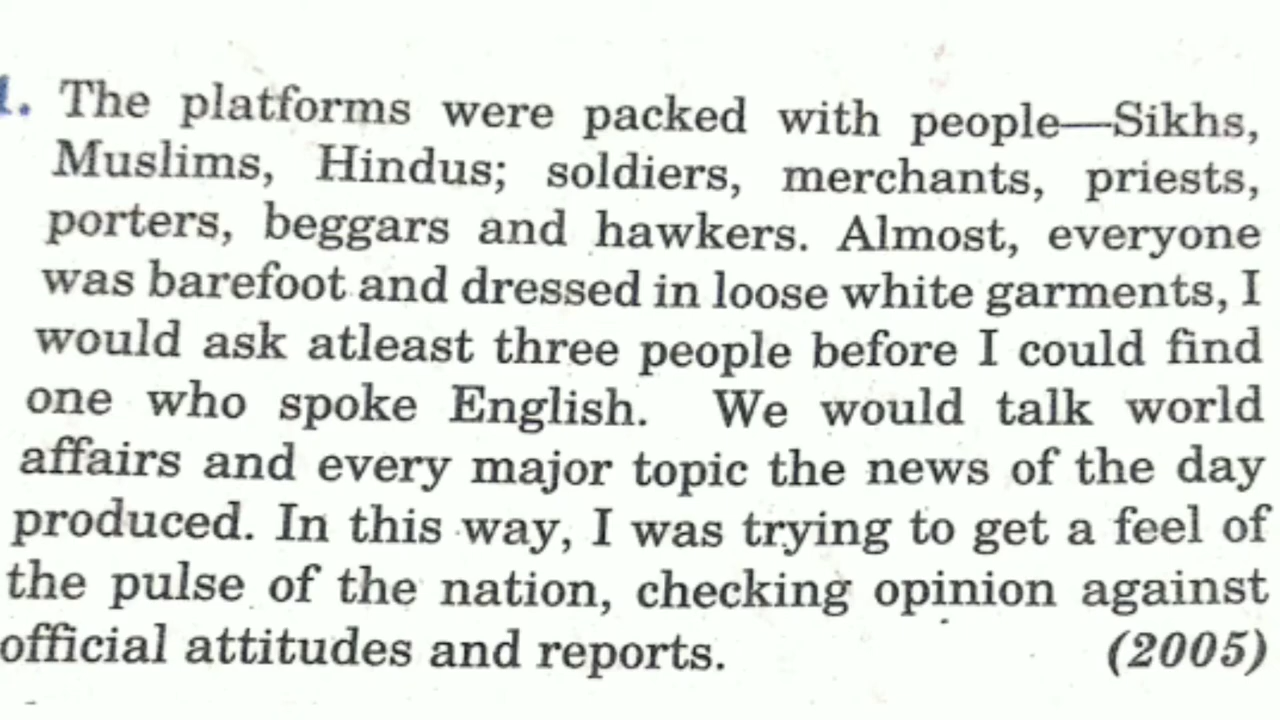 1. The platforms were packed with people—Sikhs,
Muslims, Hindus; soldiers, merchants, priests,
porters, beggars and hawkers. Almost, everyone
was barefoot and dressed in loose white garments, I
would ask atleast three people before I could find
one who spoke English. We would talk world
affairs and every major topic the news of the day
produced. In this way, I was trying to get a feel of
the pulse of the nation, checking opinion against
official attitudes and reports. (2005)